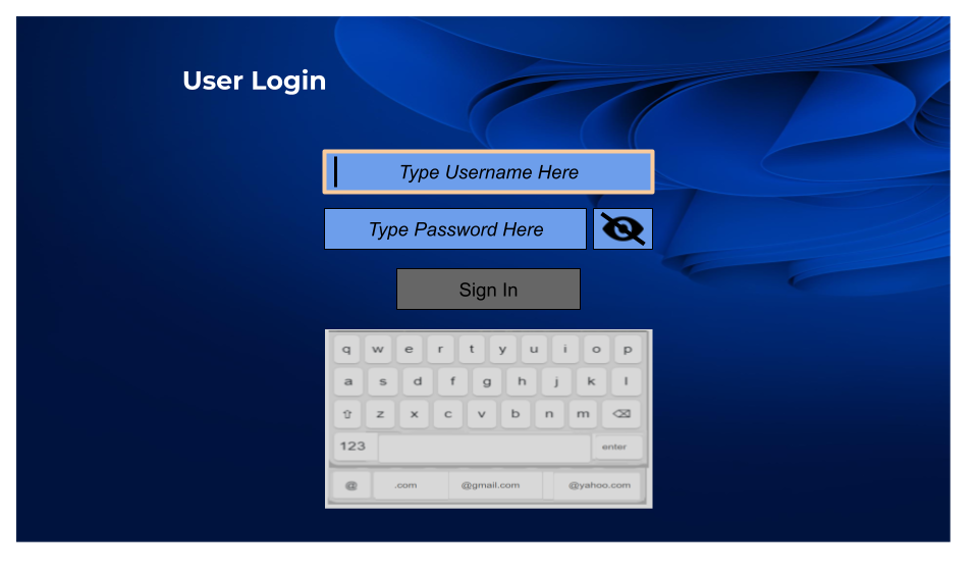 User Login
Type Username Here
Type Password Here
Sign In
q w e r t y u i o p
a s d f g h j k l
z x c v b n m
123 enter
@ .com @gmail.com @yahoo.com